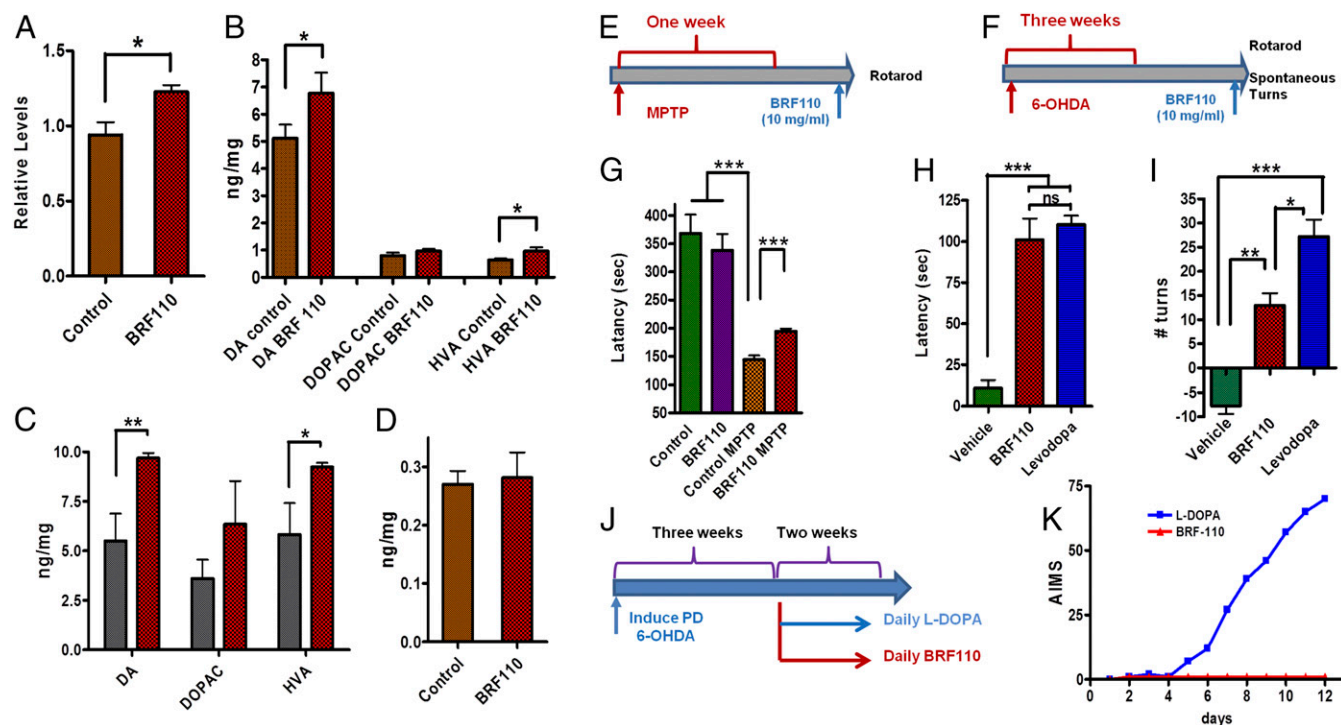 A
Relative Levels
1.5
1.0
0.5
0.0
*
Control
BRF110
B
ng/mg
9
8
7
6
5
4
3
2
1
0
*
*
DA control
DA BRF 110
DOPAC Control
DOPAC BRF110
HVA Control
HVA BRF110
E
One week
MPTP
BRF110
(10 mg/ml)
Rotarod
F
Three weeks
6-OHDA
BRF110
(10 mg/ml)
Rotarod
Spontaneous
Turns
C
ng/mg
10.0
7.5
5.0
2.5
0.0
**
*
DA
DOPAC
HVA
D
ng/mg
0.3
0.2
0.1
0.0
Control
BRF110
G
Latancy (sec)
400
350
300
250
200
150
100
50
***
***
Control
BRF110
Control MPTP
BRF110 MPTP
H
Latency (sec)
125
100
75
50
25
0
***
ns
Vehicle
BRF110
Levodopa
I
# turns
30
25
20
15
10
5
0
-5
-10
***
**
*
Vehicle
BRF110
Levodopa
J
Three weeks
Two weeks
Induce PD
6-OHDA
Daily L-DOPA
Daily BRF110
K
AIMS
75
50
25
0
L-DOPA
BRF-110
0 2 4 6 8 10 12
days